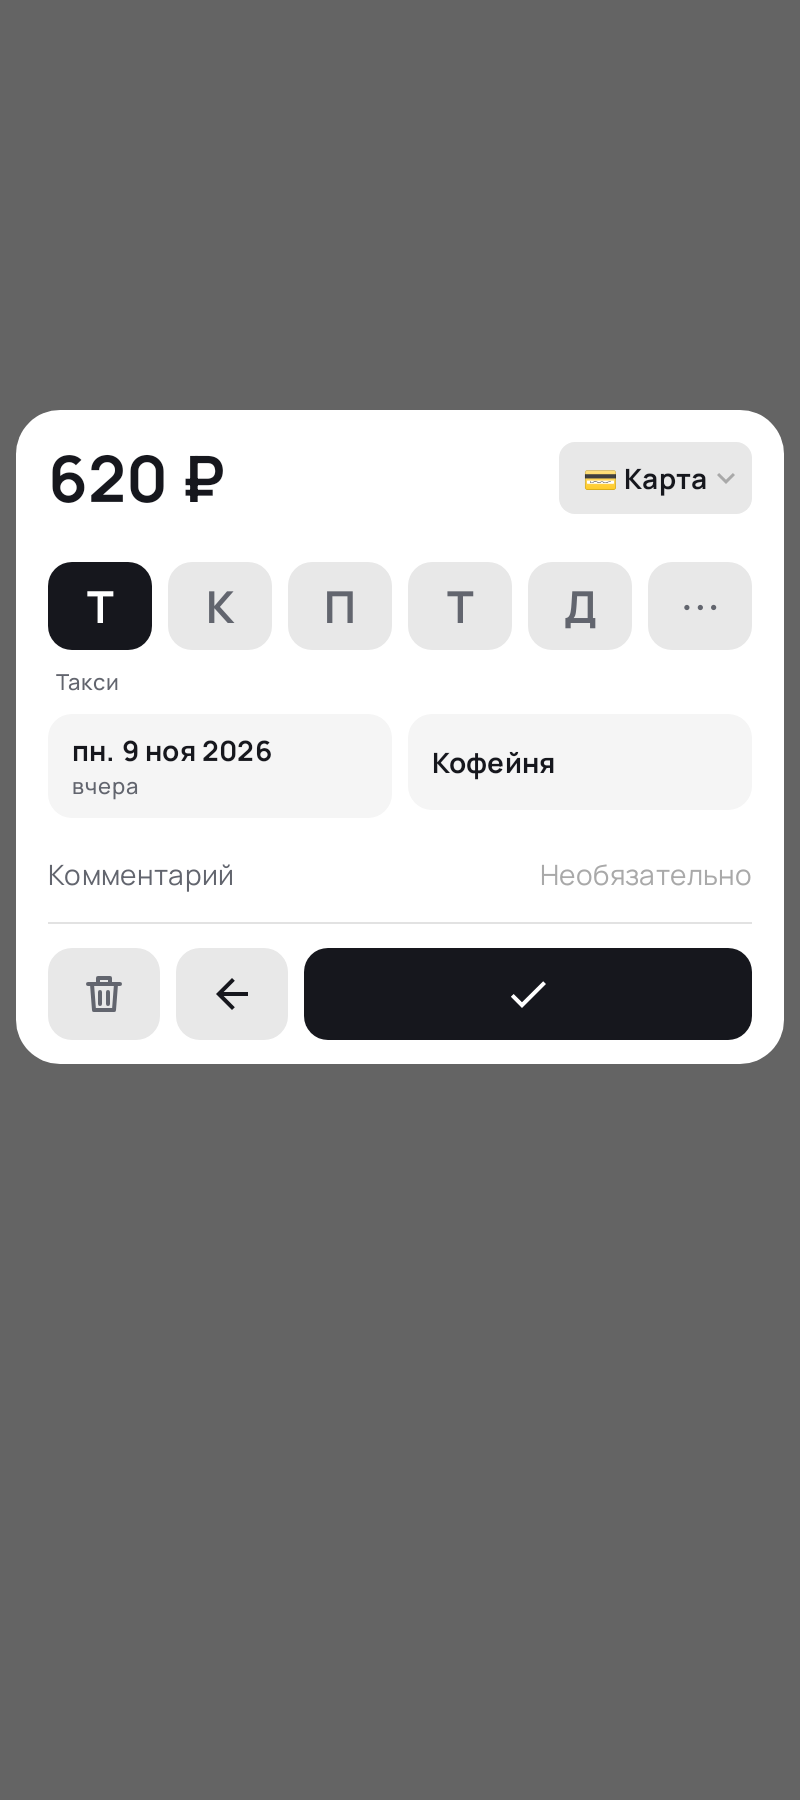 620 ₽
💳 Карта
Т К П Т Д ...
Такси
пн. 9 ноя 2026
вчера
Кофейня
Комментарий
Необязательно